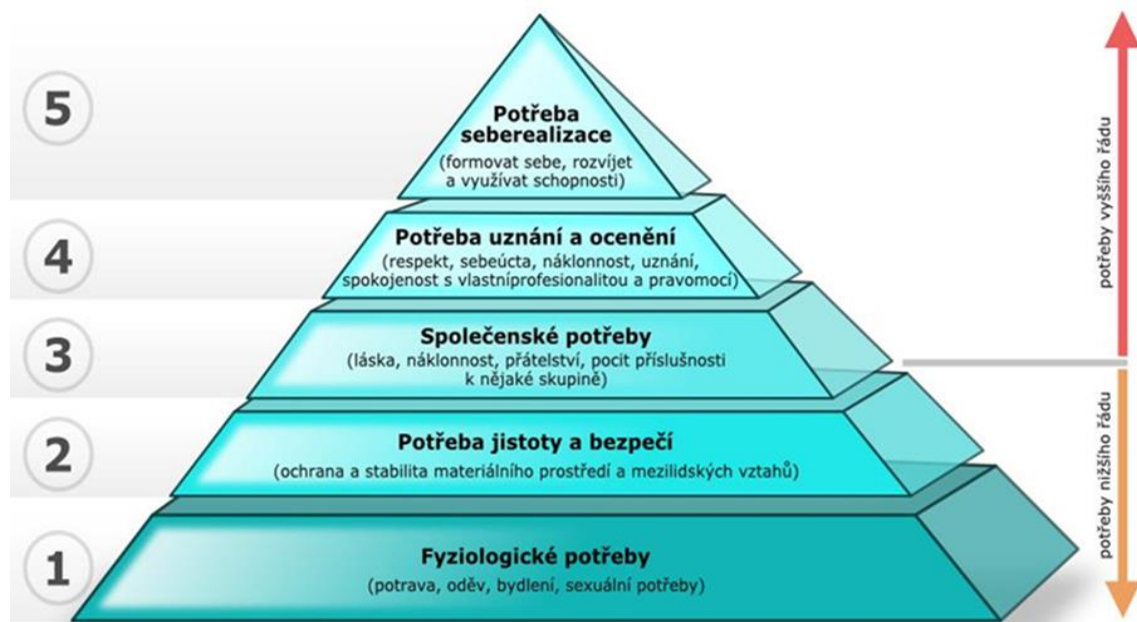 5
Potřeba
seberealizace
(formovat sebe, rozvíjet
a využívat schopnosti)
4
Potřeba uznání a ocenění
(respekt, sebeúcta, náklonnost, uznání,
spokojenost s vlastníprofesionalitou a pravomocí)
3
Společenské potřeby
(láska, náklonnost, přátelství, pocit příslušnosti
k nějaké skupině)
2
Potřeba jistoty a bezpečí
(ochrana a stabilita materiálního prostředí a mezilidských vztahů)
1
Fyziologické potřeby
(potrava, oděv, bydlení, sexuální potřeby)
potřeby vyššího řádu
potřeby nižšího řádu